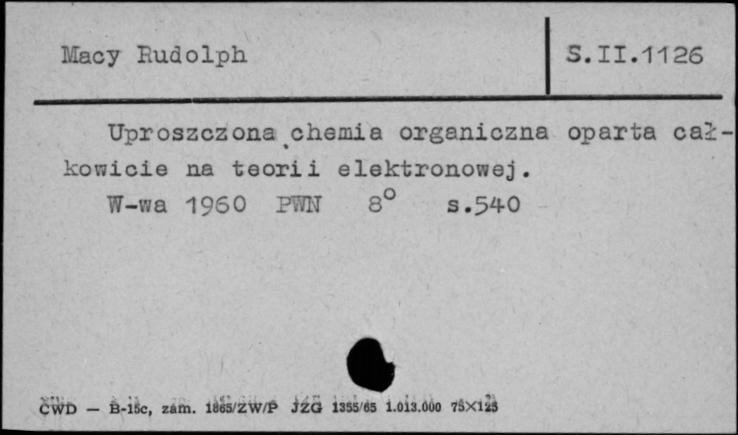 Macy Rudolph
S.II.1126
Uproszczona chemia organiczna oparta cał-
kowicie na teorii elektronowej.
W-wa 1960 PWN 8° s.540
CWD — B-15c, zam. 1865/ZW/P JZG 1355/65 1.013.000 75×125